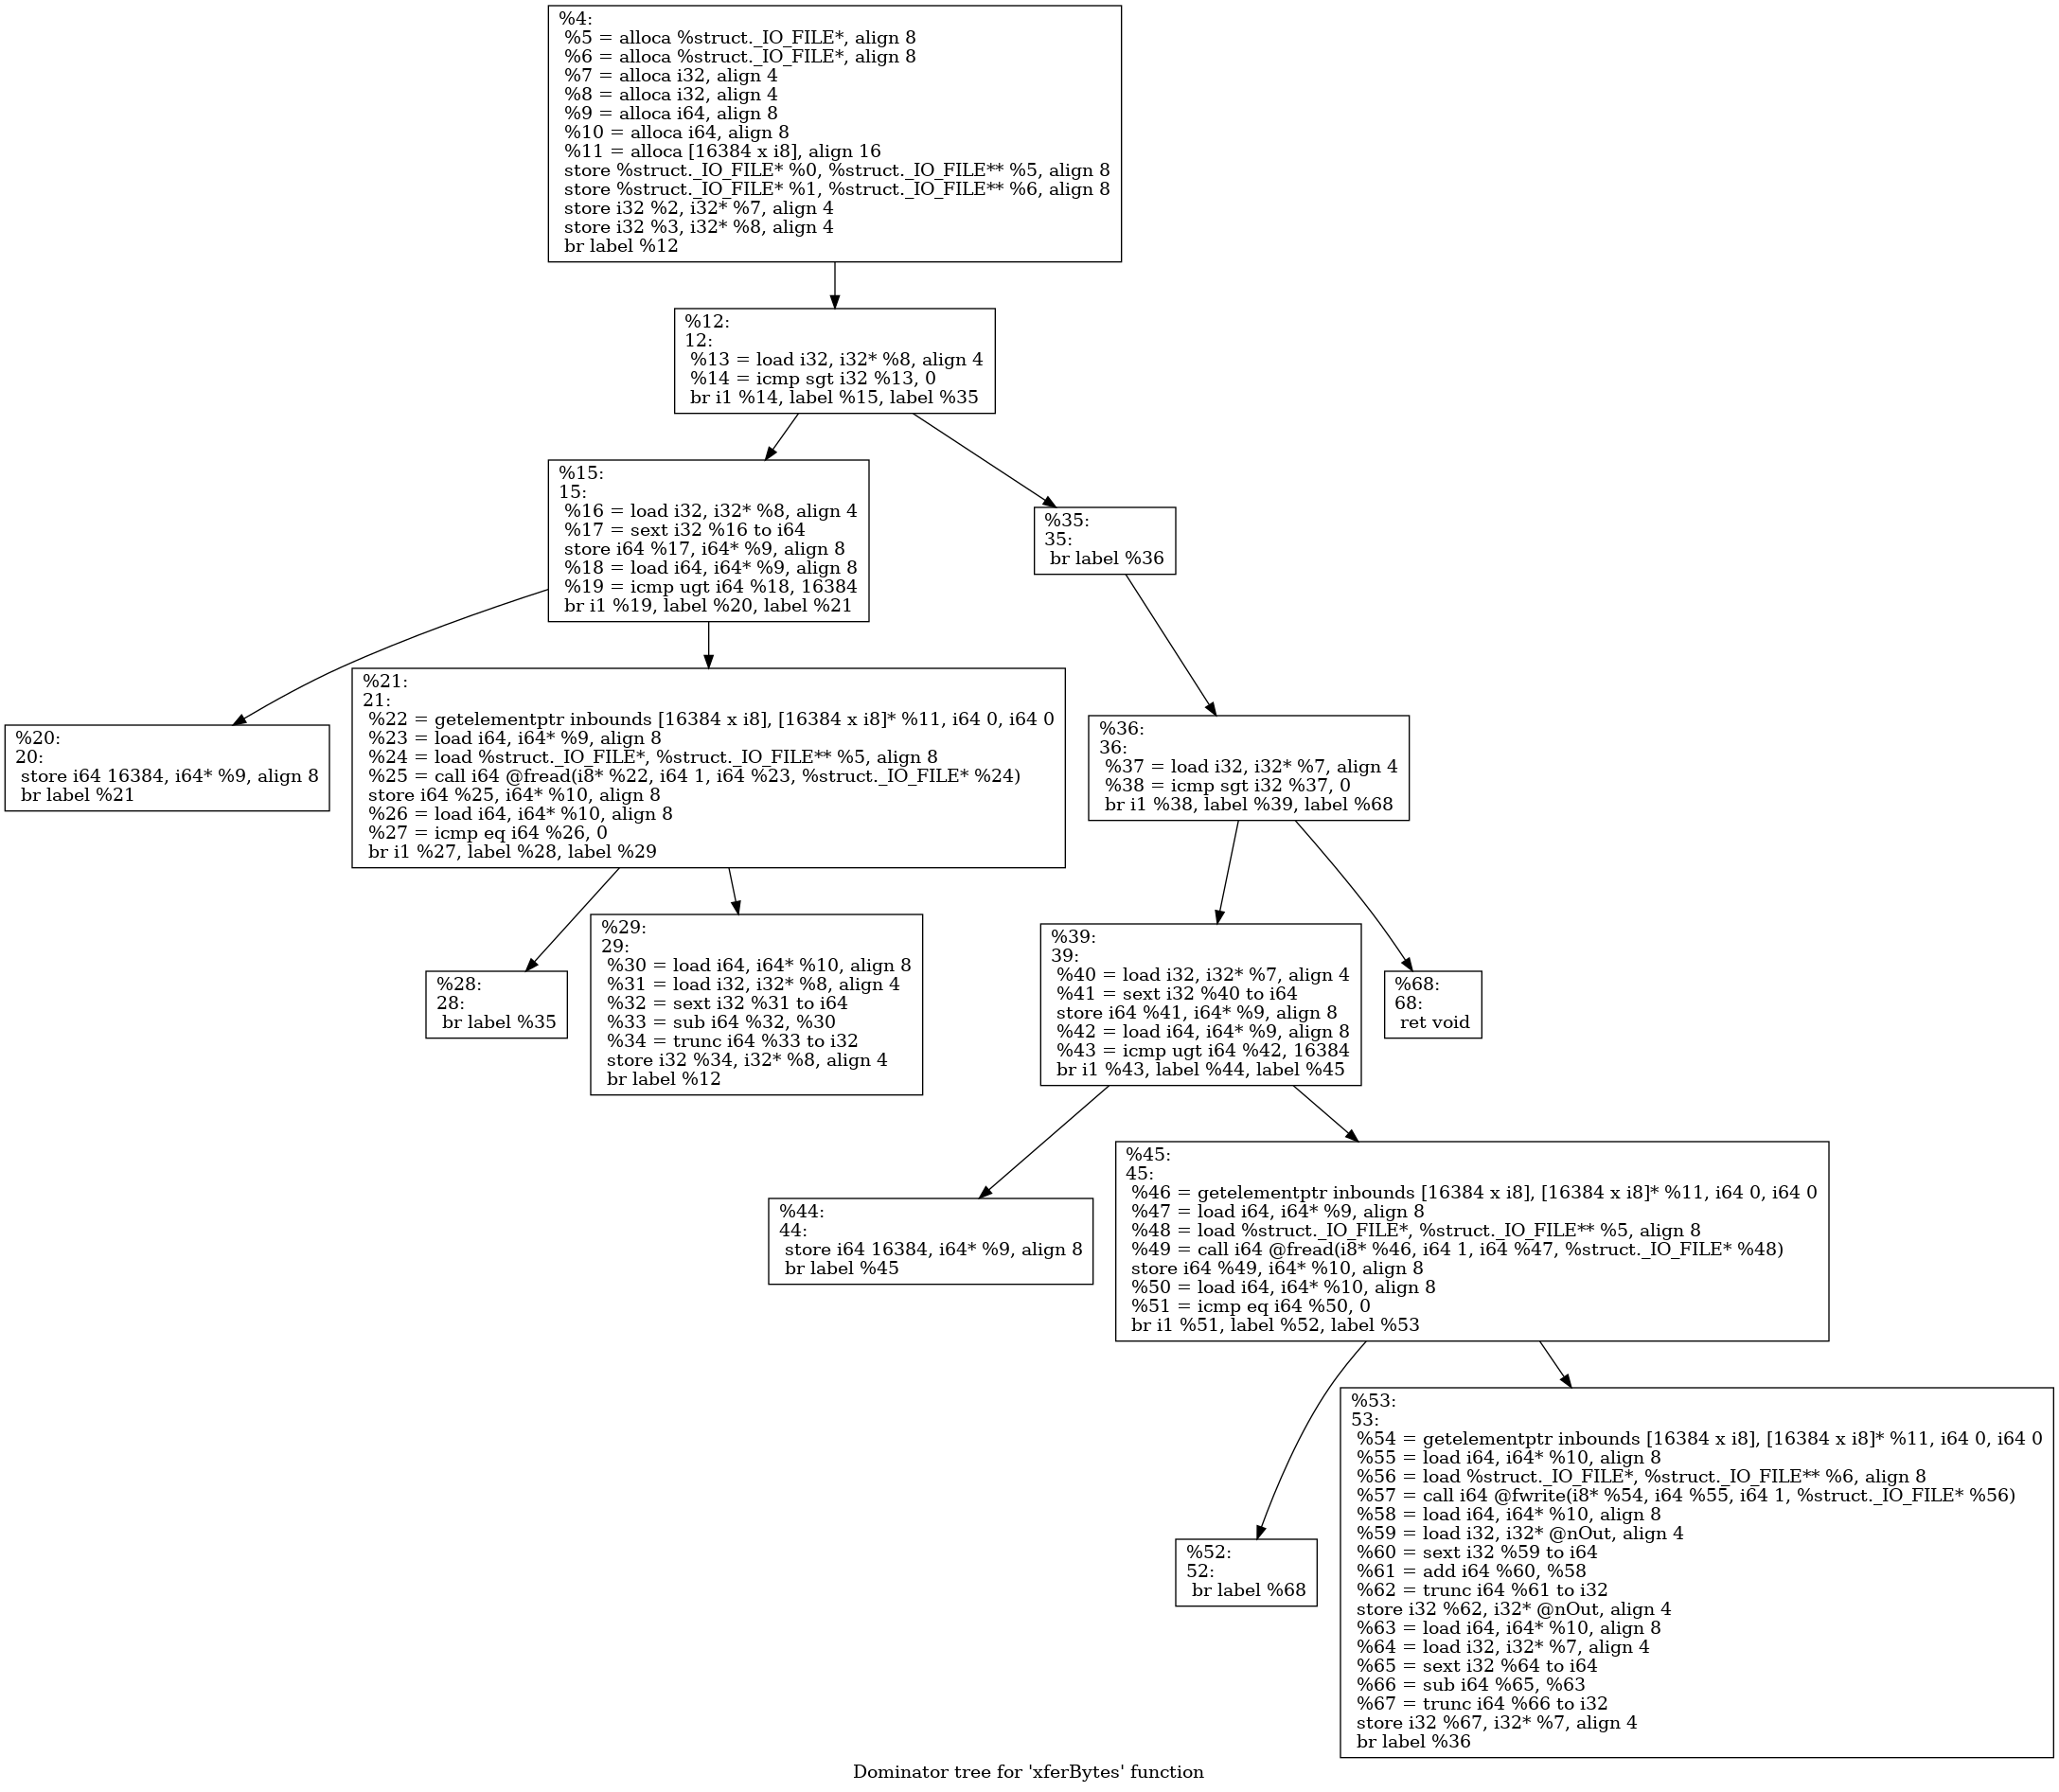 %4:
%5 = alloca %struct._IO_FILE*, align 8
%6 = alloca %struct._IO_FILE*, align 8
%7 = alloca i32, align 4
%8 = alloca i32, align 4
%9 = alloca i64, align 8
%10 = alloca i64, align 8
%11 = alloca [16384 x i8], align 16
store %struct._IO_FILE* %0, %struct._IO_FILE** %5, align 8
store %struct._IO_FILE* %1, %struct._IO_FILE** %6, align 8
store i32 %2, i32* %7, align 4
store i32 %3, i32* %8, align 4
br label %12
%12:
12:
%13 = load i32, i32* %8, align 4
%14 = icmp sgt i32 %13, 0
br i1 %14, label %15, label %35
%15:
15:
%16 = load i32, i32* %8, align 4
%17 = sext i32 %16 to i64
store i64 %17, i64* %9, align 8
%18 = load i64, i64* %9, align 8
%19 = icmp ugt i64 %18, 16384
br i1 %19, label %20, label %21
%35:
35:
br label %36
%20:
20:
store i64 16384, i64* %9, align 8
br label %21
%21:
21:
%22 = getelementptr inbounds [16384 x i8], [16384 x i8]* %11, i64 0, i64 0
%23 = load i64, i64* %9, align 8
%24 = load %struct._IO_FILE*, %struct._IO_FILE** %5, align 8
%25 = call i64 @fread(i8* %22, i64 1, i64 %23, %struct._IO_FILE* %24)
store i64 %25, i64* %10, align 8
%26 = load i64, i64* %10, align 8
%27 = icmp eq i64 %26, 0
br i1 %27, label %28, label %29
%36:
36:
%37 = load i32, i32* %7, align 4
%38 = icmp sgt i32 %37, 0
br i1 %38, label %39, label %68
%28:
28:
br label %35
%29:
29:
%30 = load i64, i64* %10, align 8
%31 = load i32, i32* %8, align 4
%32 = sext i32 %31 to i64
%33 = sub i64 %32, %30
%34 = trunc i64 %33 to i32
store i32 %34, i32* %8, align 4
br label %12
%39:
39:
%40 = load i32, i32* %7, align 4
%41 = sext i32 %40 to i64
store i64 %41, i64* %9, align 8
%42 = load i64, i64* %9, align 8
%43 = icmp ugt i64 %42, 16384
br i1 %43, label %44, label %45
%68:
68:
ret void
%44:
44:
store i64 16384, i64* %9, align 8
br label %45
%45:
45:
%46 = getelementptr inbounds [16384 x i8], [16384 x i8]* %11, i64 0, i64 0
%47 = load i64, i64* %9, align 8
%48 = load %struct._IO_FILE*, %struct._IO_FILE** %5, align 8
%49 = call i64 @fread(i8* %46, i64 1, i64 %47, %struct._IO_FILE* %48)
store i64 %49, i64* %10, align 8
%50 = load i64, i64* %10, align 8
%51 = icmp eq i64 %50, 0
br i1 %51, label %52, label %53
%52:
52:
br label %68
%53:
53:
%54 = getelementptr inbounds [16384 x i8], [16384 x i8]* %11, i64 0, i64 0
%55 = load i64, i64* %10, align 8
%56 = load %struct._IO_FILE*, %struct._IO_FILE** %6, align 8
%57 = call i64 @fwrite(i8* %54, i64 %55, i64 1, %struct._IO_FILE* %56)
%58 = load i64, i64* %10, align 8
%59 = load i32, i32* @nOut, align 4
%60 = sext i32 %59 to i64
%61 = add i64 %60, %58
%62 = trunc i64 %61 to i32
store i32 %62, i32* @nOut, align 4
%63 = load i64, i64* %10, align 8
%64 = load i32, i32* %7, align 4
%65 = sext i32 %64 to i64
%66 = sub i64 %65, %63
%67 = trunc i64 %66 to i32
store i32 %67, i32* %7, align 4
br label %36
Dominator tree for 'xferBytes' function